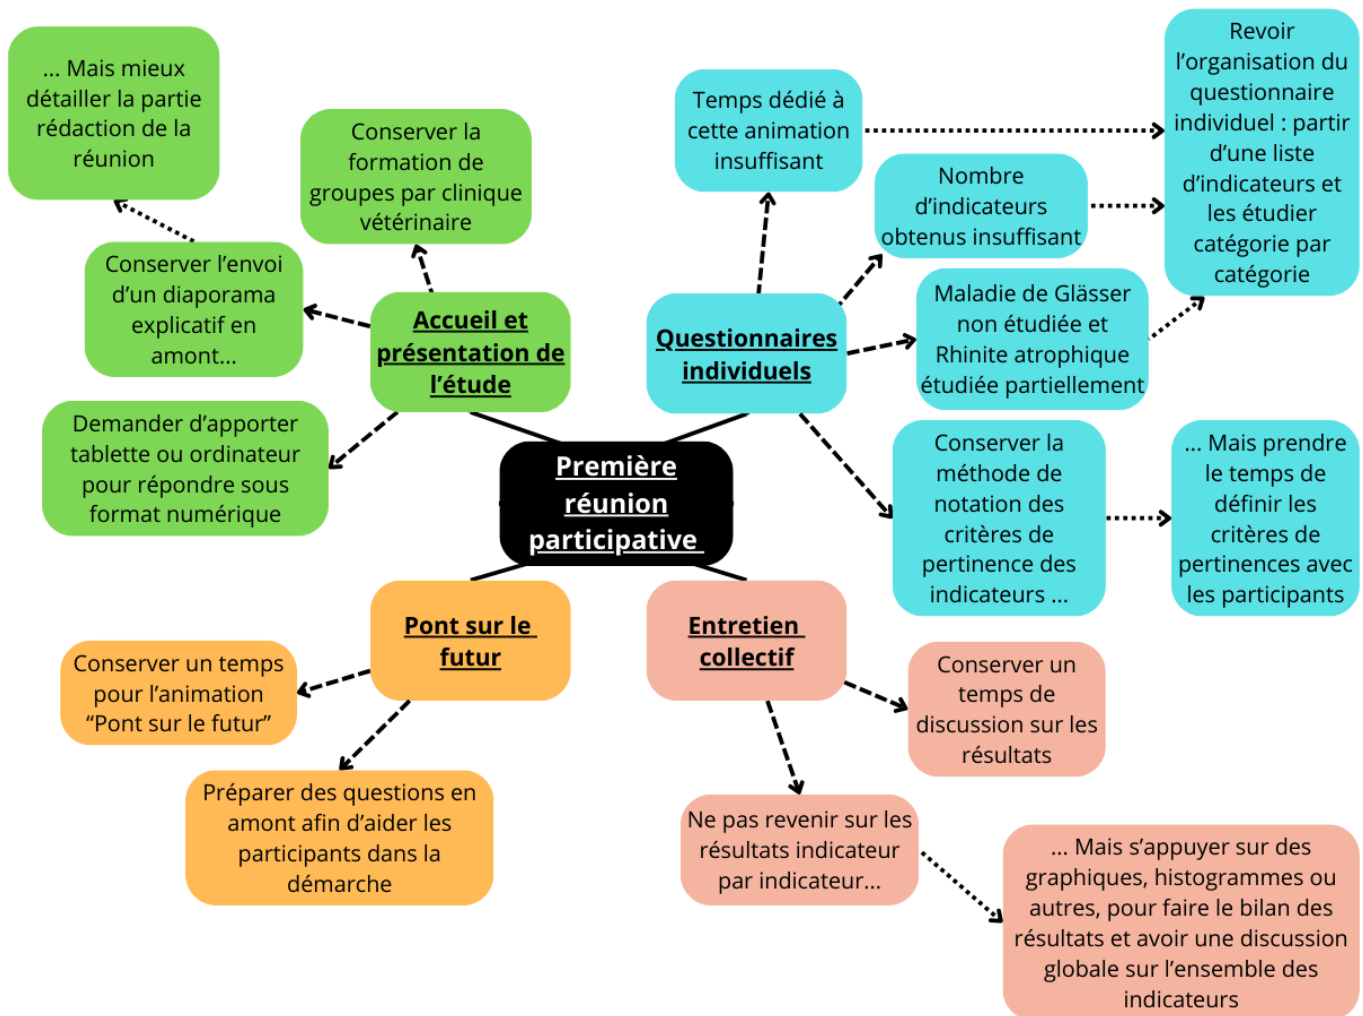 ... Mais mieux
détailler la partie
rédaction de la
réunion
Conserver la
formation de
groupes par clinique
vétérinaire
Conserver l'envoi
d'un diaporama
explicatif en
amont...
Accueil et
présentation de
l'étude
Demander d'apporter
tablette ou ordinateur
pour répondre sous
format numérique
Temps dédié à
cette animation
insuffisant
Nombre
d'indicateurs
obtenus insuffisant
Revoir
l'organisation du
questionnaire
individuel : partir
d'une liste
d'indicateurs et
les étudier
catégorie par
catégorie
Questionnaires
individuels
Maladie de Glässer
non étudiée et
Rhinite atrophique
étudiée partiellement
Conserver la
méthode de
notation des
critères de
pertinence des
indicateurs ...
... Mais prendre
le temps de
définir les
critères de
pertinences avec
les participants
Première
réunion
participative
Pont sur le
futur
Conserver un temps
pour l'animation
“Pont sur le futur”
Préparer des questions en
amont afin d'aider les
participants dans la
démarche
Entretien
collectif
Conserver un
temps de
discussion sur les
résultats
Ne pas revenir sur les
résultats indicateur
par indicateur...
... Mais s'appuyer sur des
graphiques, histogrammes ou
autres, pour faire le bilan des
résultats et avoir une discussion
globale sur l'ensemble des
indicateurs